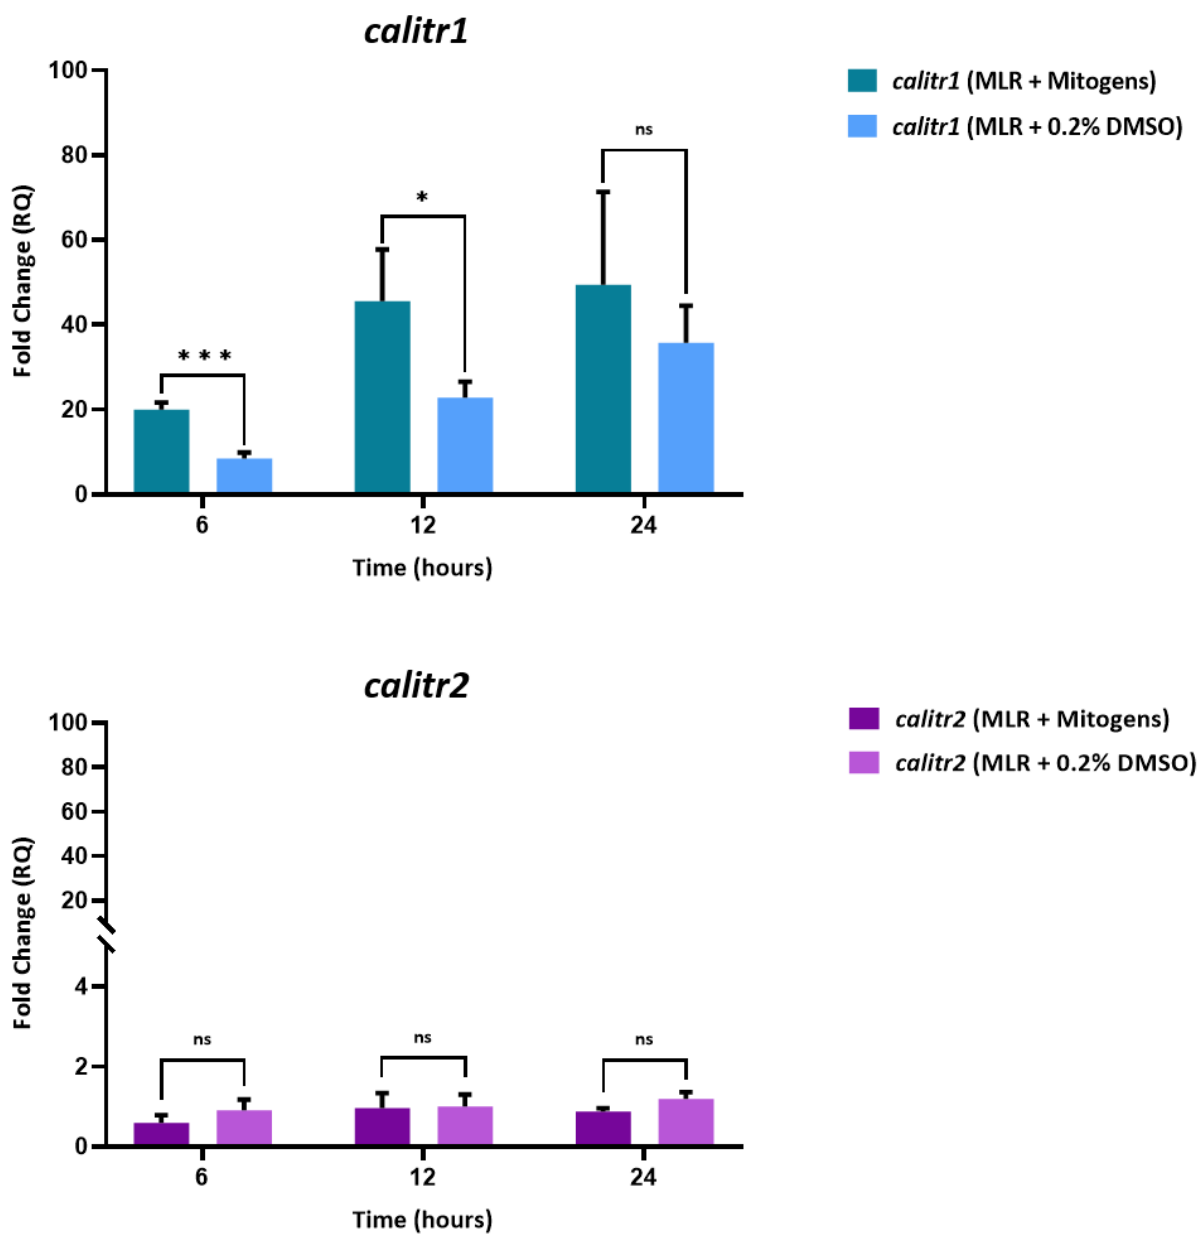 calitr1
100
80
60
40
20
0
Fold Change (RQ)
* * *
*
ns
6
12
24
Time (hours)
calitr1 (MLR + Mitogens)
calitr1 (MLR + 0.2% DMSO)
calitr2
100
80
60
40
20
4
2
0
Fold Change (RQ)
ns
ns
ns
6
12
24
Time (hours)
calitr2 (MLR + Mitogens)
calitr2 (MLR + 0.2% DMSO)